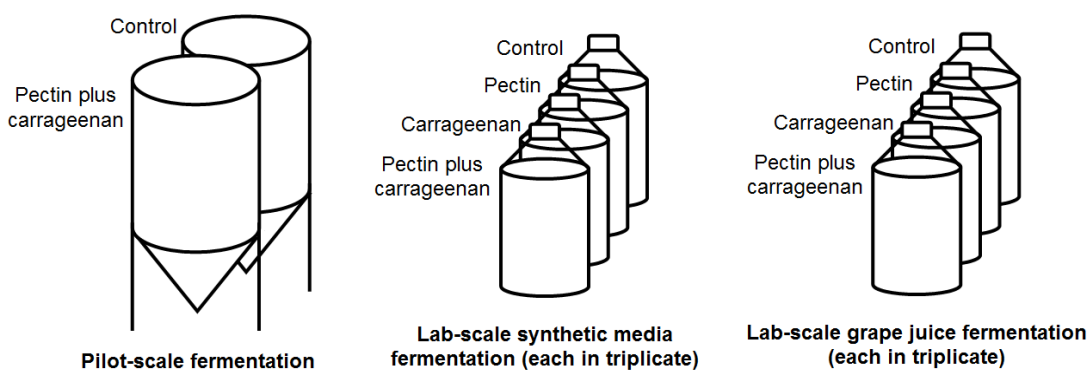 Control
Pectin plus
carrageenan
Pilot-scale fermentation
Control
Pectin
Carrageenan
Pectin plus
carrageenan
Lab-scale synthetic media
fermentation (each in triplicate)
Control
Pectin
Carrageenan
Pectin plus
carrageenan
Lab-scale grape juice fermentation
(each in triplicate)